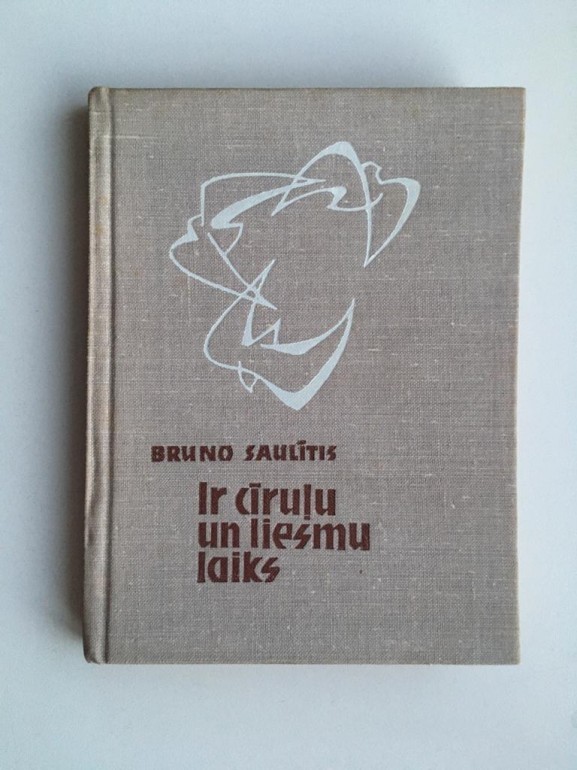 BRUNO SAULĪTIS
Ir cīruļu
un liesmu
laiks